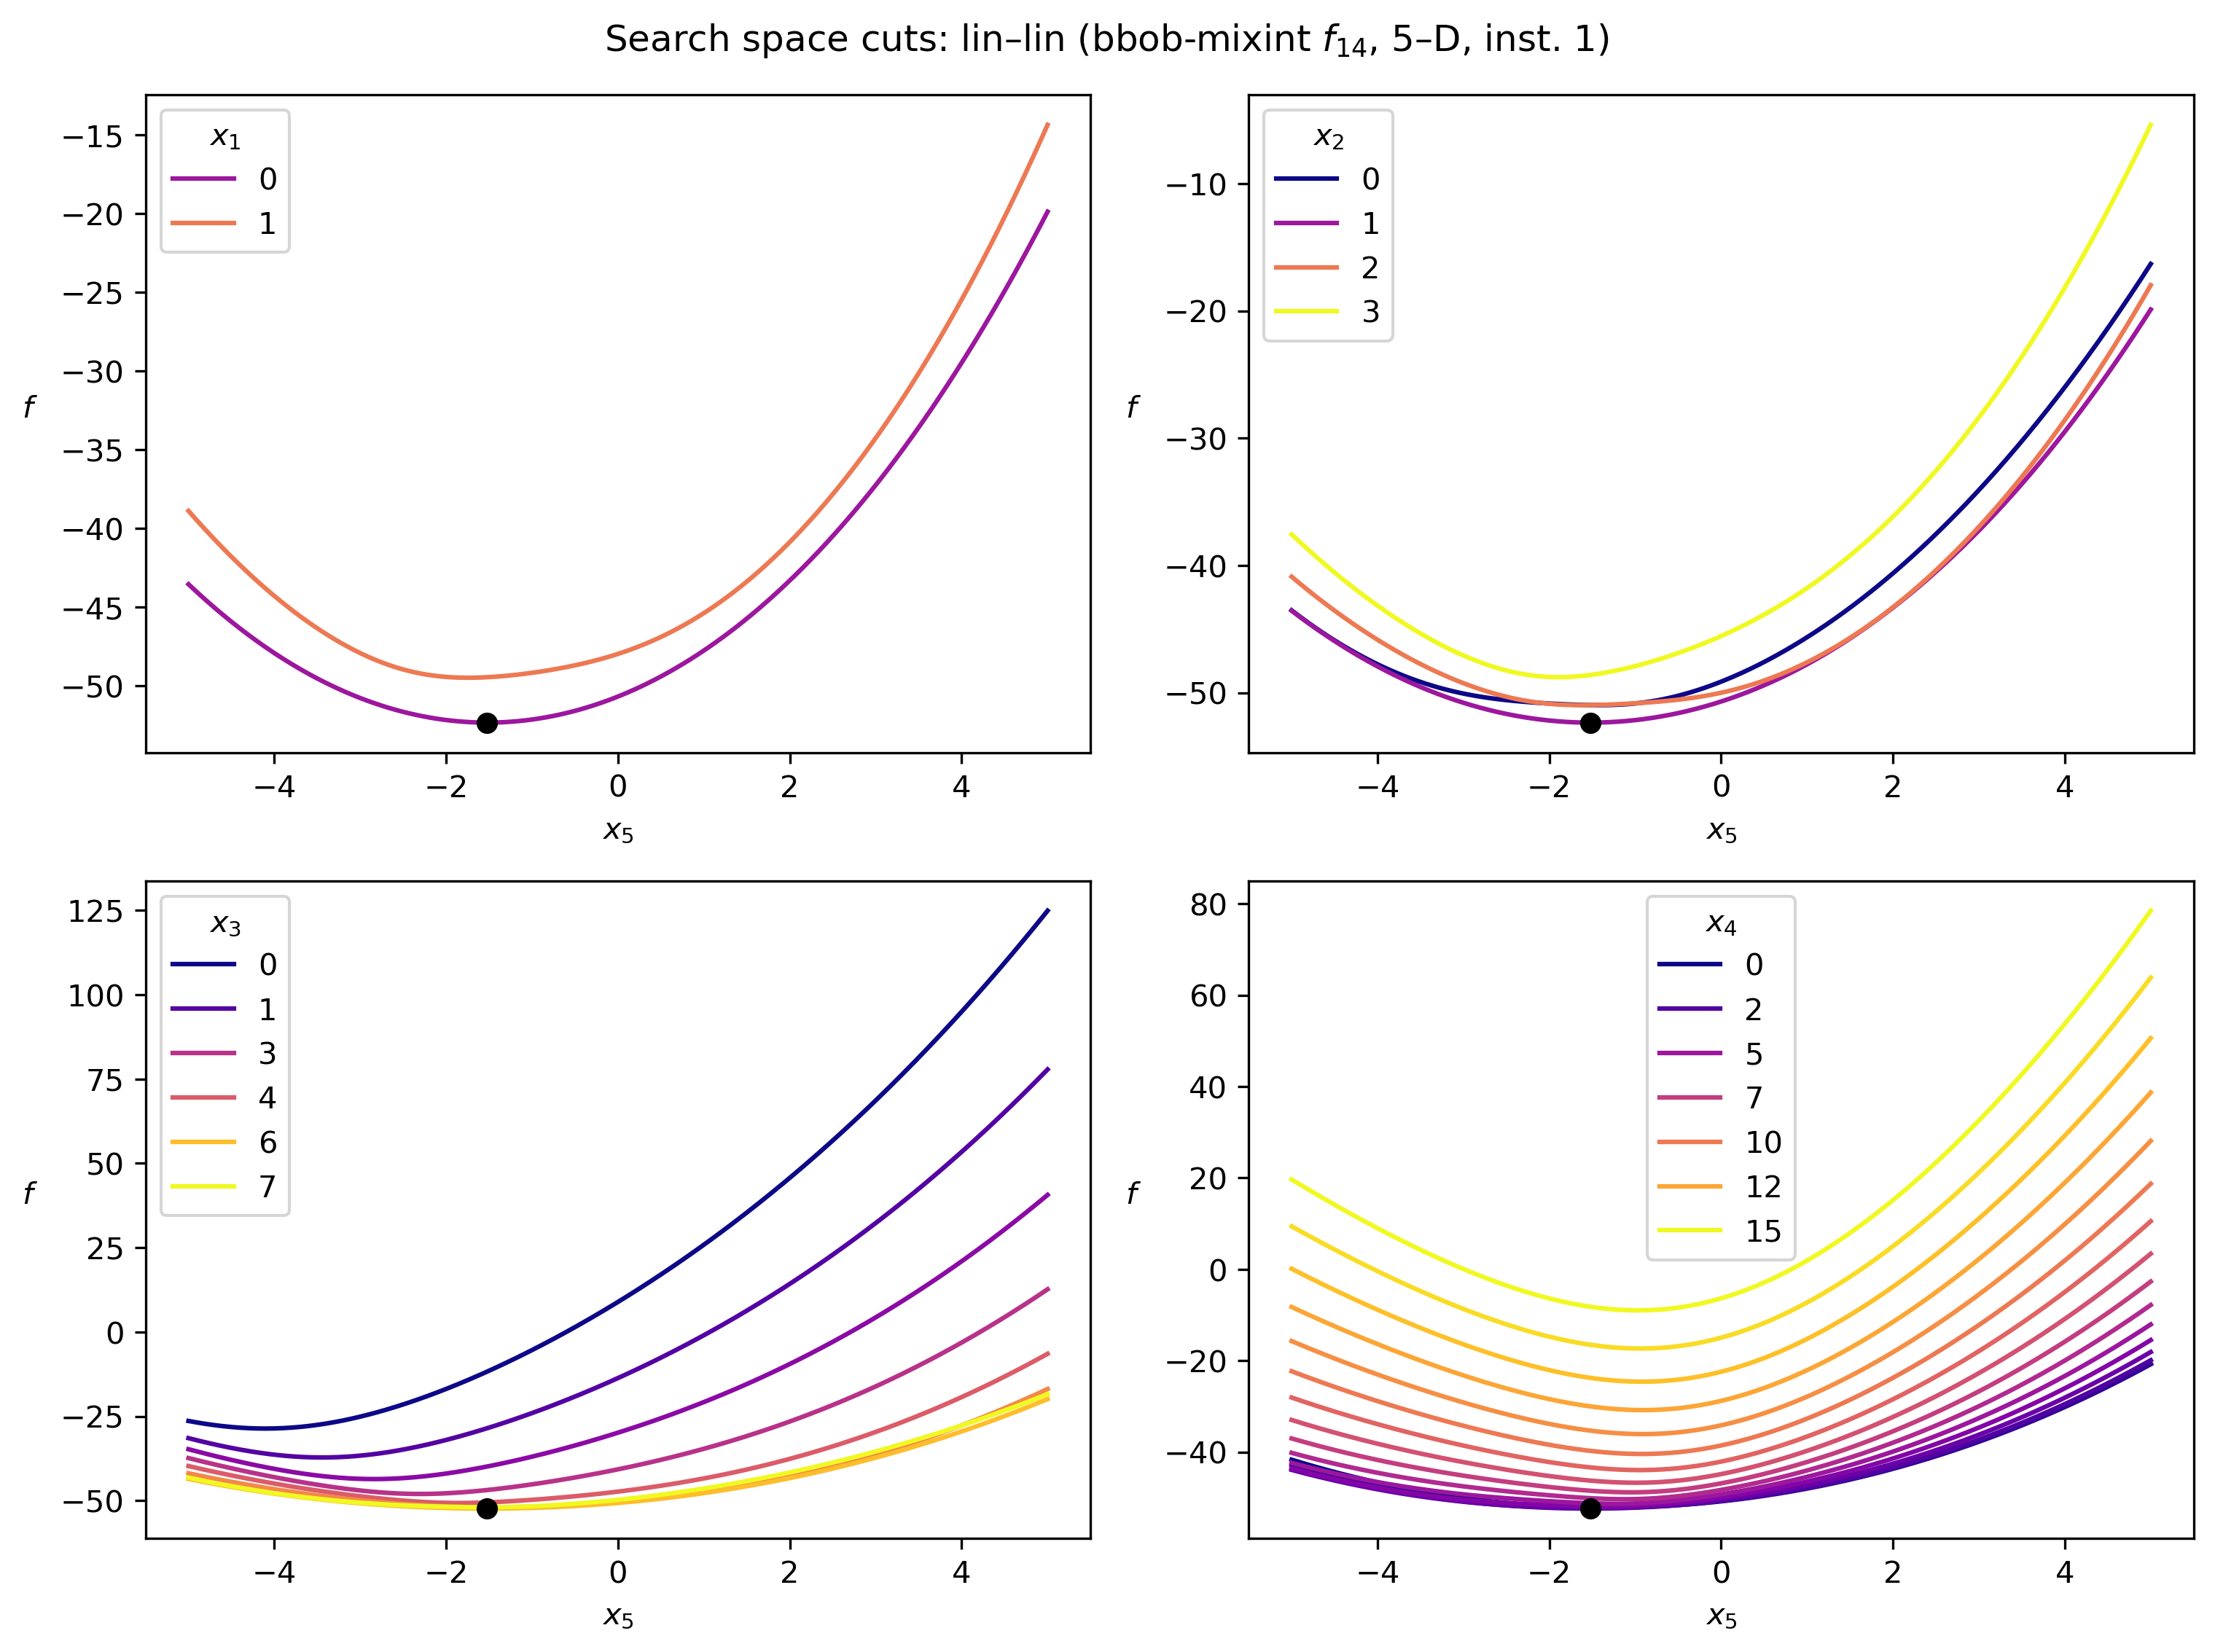 Search space cuts: lin–lin (bbob-mixint f₁₄, 5–D, inst. 1)
x₁
0
1
−15
−20
−25
−30
−35
−40
−45
−50
f
−4 −2 0 2 4
x₅
x₂
0
1
2
3
−10
−20
−30
−40
−50
f
−4 −2 0 2 4
x₅
x₃
0
1
3
4
6
7
125
100
75
50
25
0
−25
−50
f
−4 −2 0 2 4
x₅
x₄
0
2
5
7
10
12
15
80
60
40
20
0
−20
−40
f
−4 −2 0 2 4
x₅